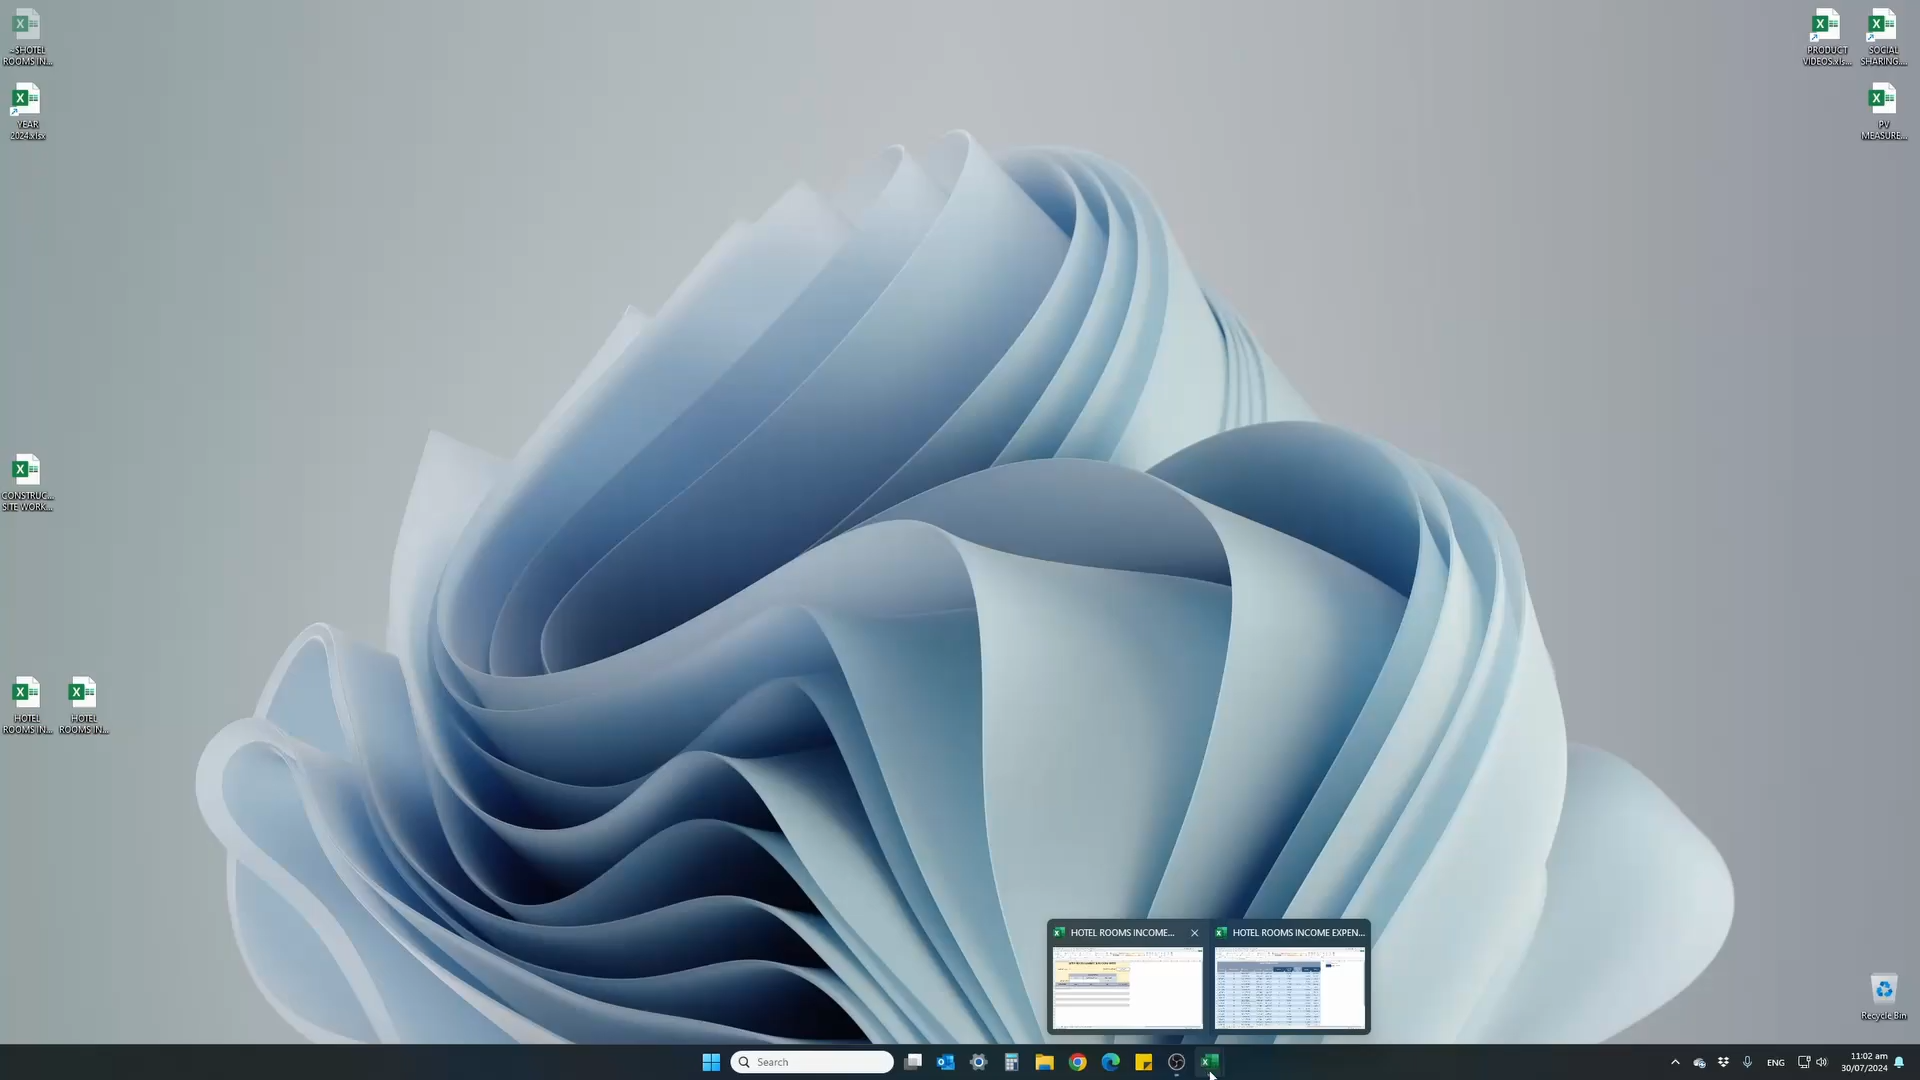 ~$HOTEL
ROOMS IN...
YEAR
2024.xlsx
CONSTRUC...
SITE WORK...
HOTEL
ROOMS IN...
HOTEL
ROOMS IN...
PRODUCT
VIDEOS.xls...
SOCIAL
SHARING....
PV
MEASURE...
HOTEL ROOMS INCOME...
HOTEL ROOMS INCOME EXPEN...
Recycle Bin
Search
ENG
11:02 am
30/07/2024